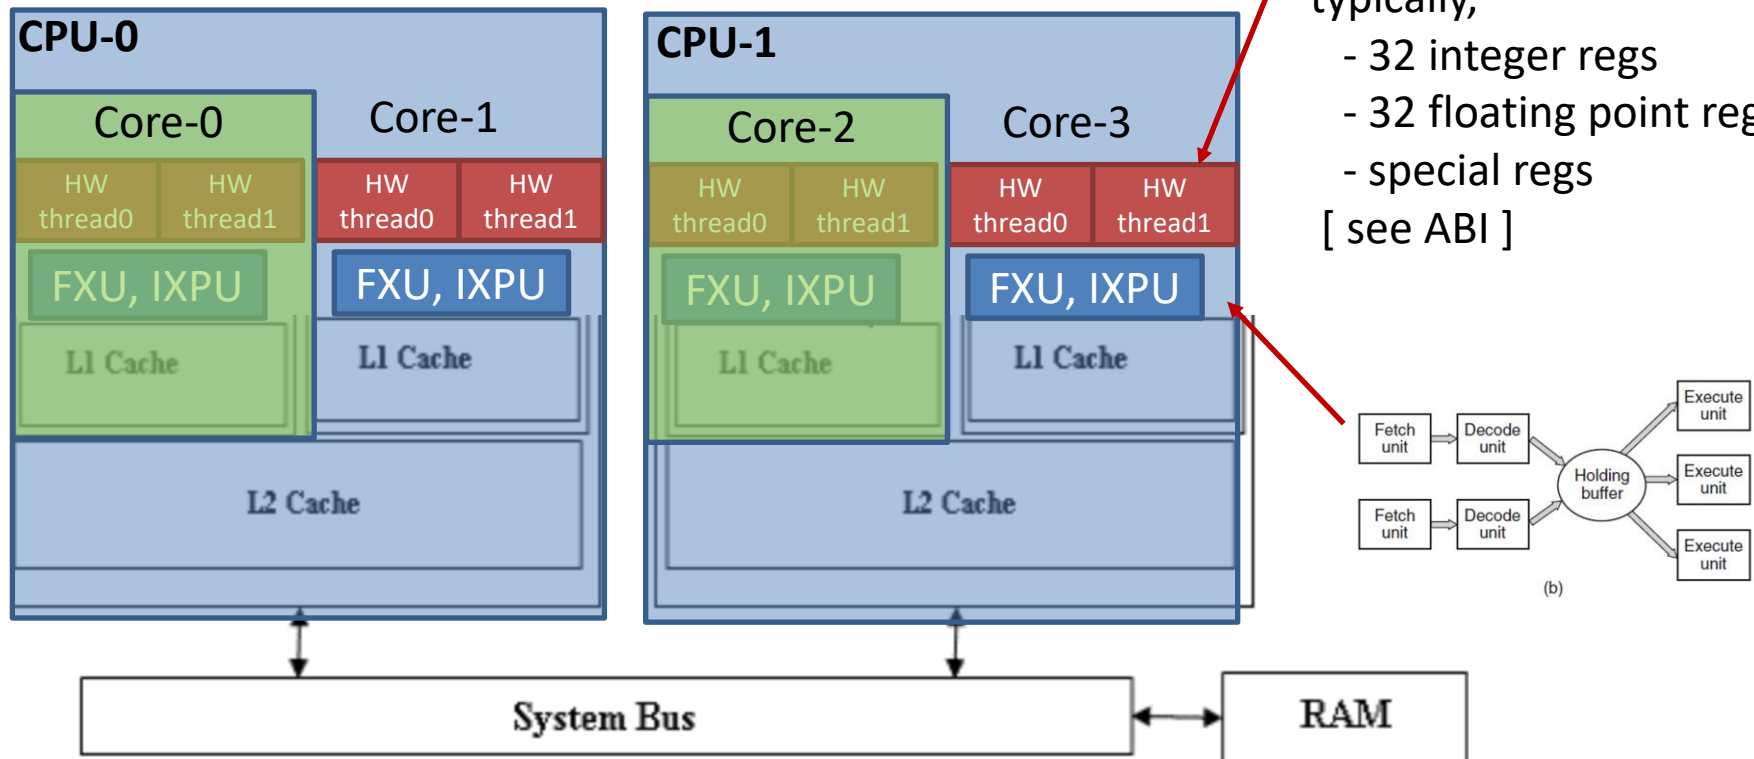 CPU-0
Core-0
Core-1
HW
thread0
HW
thread1
HW
thread0
HW
thread1
FXU, IXPU
FXU, IXPU
L1 Cache
L1 Cache
L2 Cache
CPU-1
Core-2
Core-3
HW
thread0
HW
thread1
HW
thread0
HW
thread1
FXU, IXPU
FXU, IXPU
L1 Cache
L1 Cache
L2 Cache
typically,
- 32 integer regs
- 32 floating point reg
- special regs
[ see ABI ]
Fetch
unit
Decode
unit
Fetch
unit
Decode
unit
Holding
buffer
Execute
unit
Execute
unit
Execute
unit
(b)
System Bus
RAM